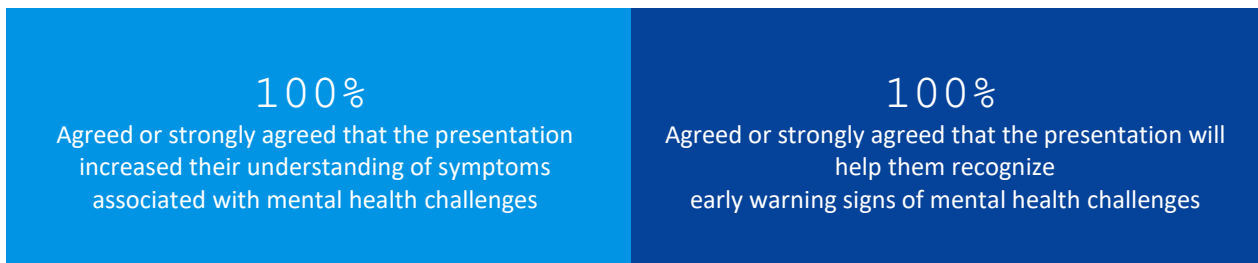 100%
Agreed or strongly agreed that the presentation
increased their understanding of symptoms
associated with mental health challenges
100%
Agreed or strongly agreed that the presentation will
help them recognize
early warning signs of mental health challenges